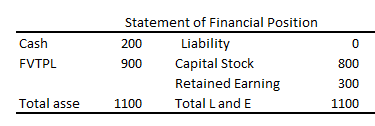 Statement of Financial Position
Cash 200 Liability 0
FVTPL 900 Capital Stock 800
Retained Earning 300
Total asse 1100 Total L and E 1100